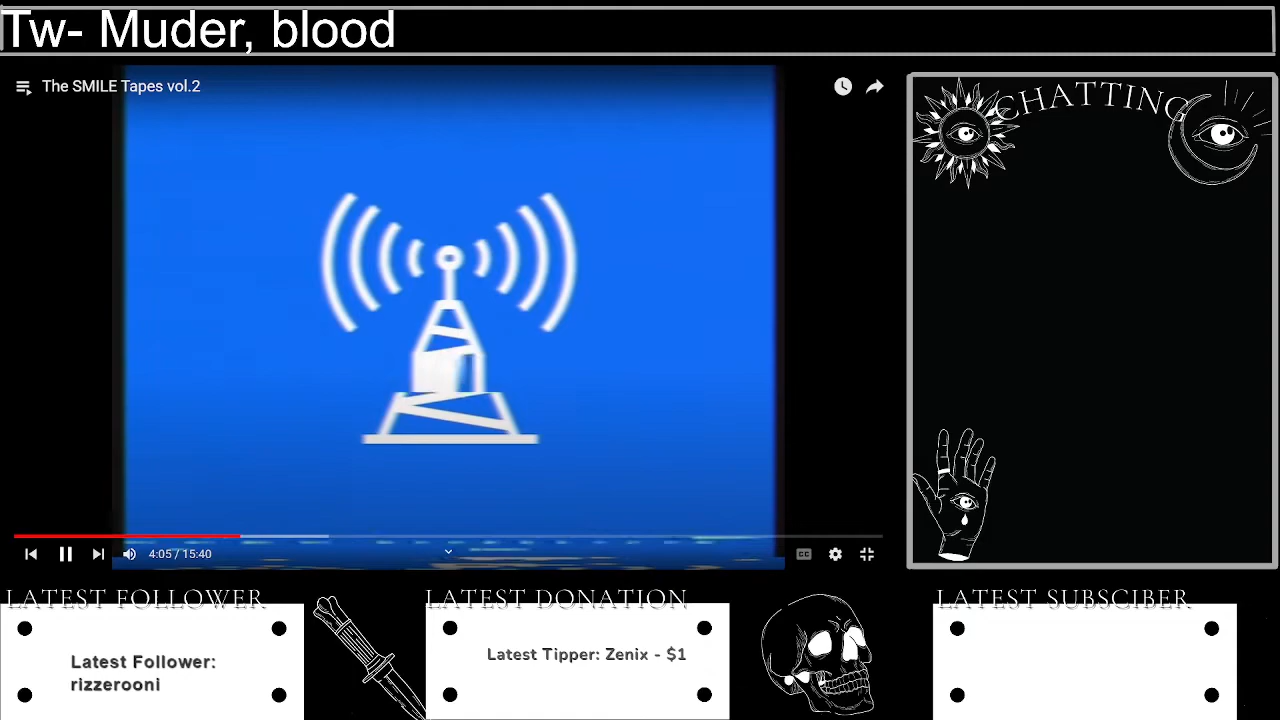 Tw- Muder, blood
The SMILE Tapes vol.2
CHATTING
4:05 / 15:40
CC
LATEST FOLLOWER
Latest Follower:
rizzerooni
LATEST DONATION
Latest Tipper: Zenix - $1
LATEST SUBSCIBER